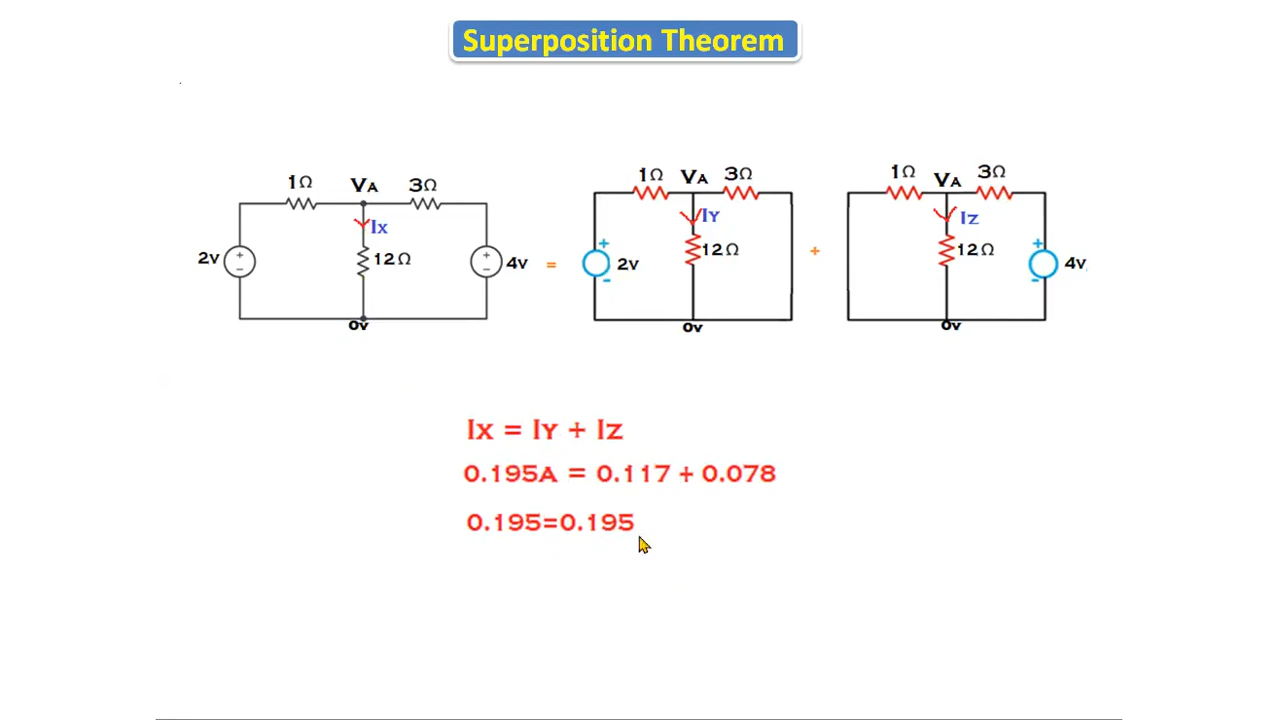 Superposition Theorem
1Ω VA 3Ω
Ix
2v + - 12Ω + - 4v
0v
=
1Ω VA 3Ω
IY
+ 2v - 12Ω
0v
+
1Ω VA 3Ω
Iz
12Ω + - 4v
0v
Ix = IY + Iz
0.195A = 0.117 + 0.078
0.195=0.195